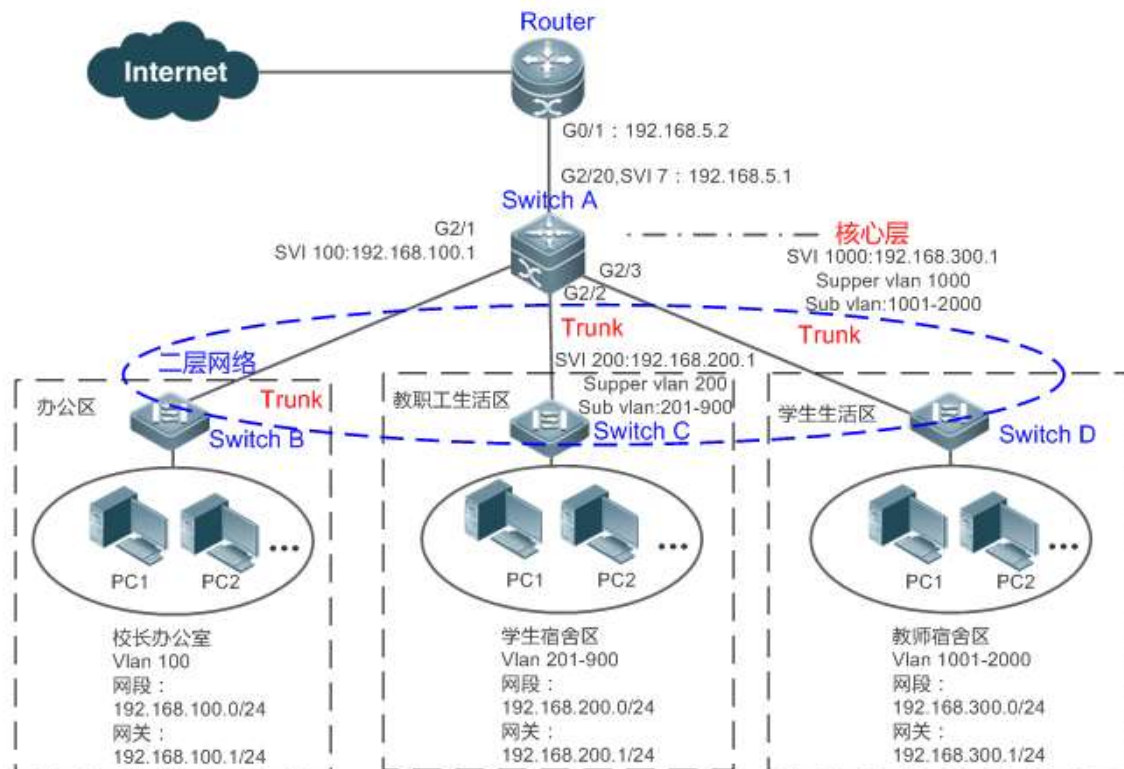 Router
Internet
G0/1：192.168.5.2
G2/20,SVI 7：192.168.5.1
Switch A
G2/1
SVI 100:192.168.100.1
核心层
SVI 1000:192.168.300.1
Supper vlan 1000
Sub vlan:1001-2000
G2/3
G2/2
Trunk
Trunk
二层网络
SVI 200:192.168.200.1
Supper vlan 200
Sub vlan:201-900
办公区
Trunk
教职工生活区
学生生活区
Switch B
Switch C
Switch D
PC1
PC2
...
PC1
PC2
...
PC1
PC2
...
校长办公室
Vlan 100
网段：
192.168.100.0/24
网关：
192.168.100.1/24
学生宿舍区
Vlan 201-900
网段：
192.168.200.0/24
网关：
192.168.200.1/24
教师宿舍区
Vlan 1001-2000
网段：
192.168.300.0/24
网关：
192.168.300.1/24